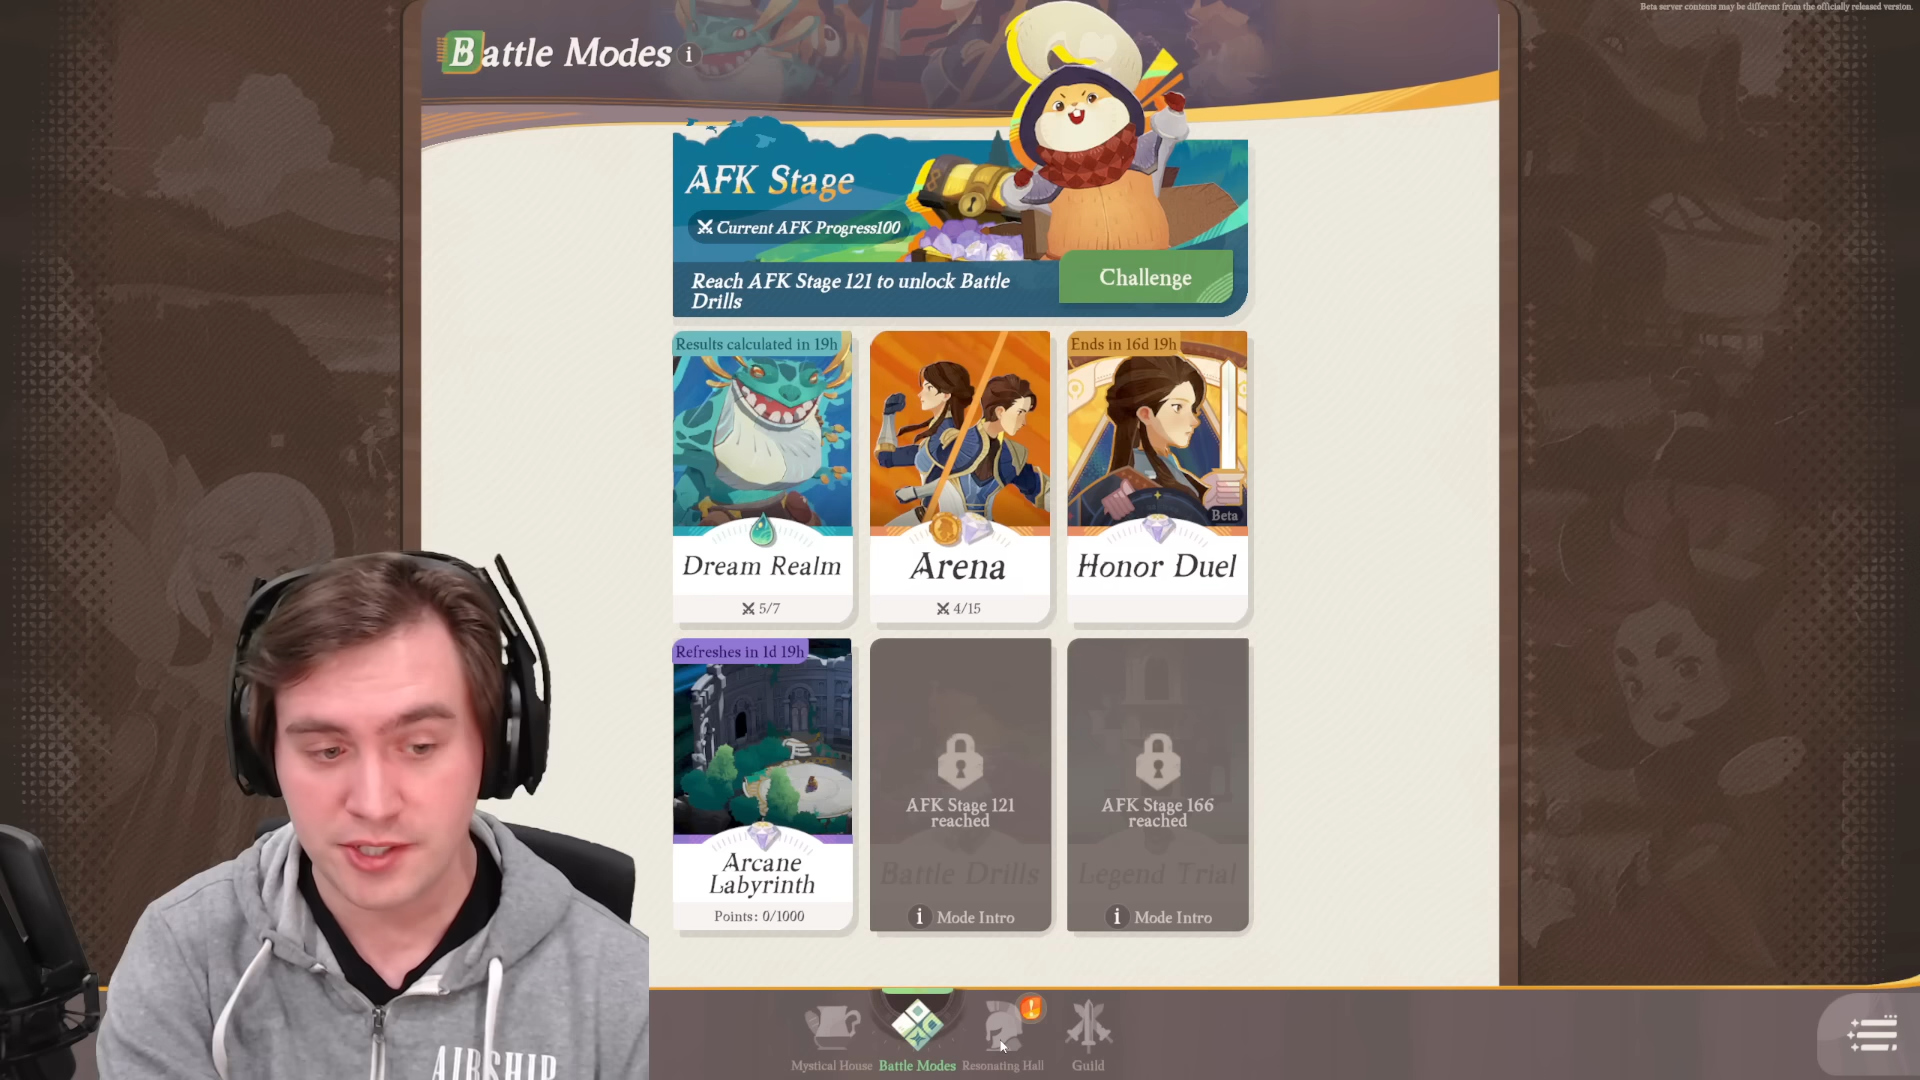 Beta server contents may be different from the officially released version.
Battle Modes i
AFK Stage
Current AFK Progress100
Reach AFK Stage 121 to unlock Battle
Drills
Challenge
Results calculated in 19h
Dream Realm
5/7
Arena
4/15
Ends in 16d 19h
Beta
Honor Duel
Refreshes in 1d 19h
Arcane
Labyrinth
Points: 0/1000
AFK Stage 121
reached
Battle Drills
i Mode Intro
AFK Stage 166
reached
Legend Trial
i Mode Intro
AIRSHIP
Mystical House
Battle Modes
Resonating Hall
!
Guild